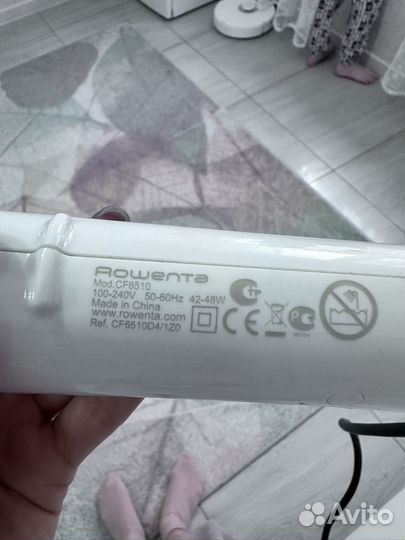 Rowenta
Mod.CF6510
100-240V 50-60Hz 42-48W
Made in China
www.rowenta.com
Ref. CF6510D4/1Z0
Avito